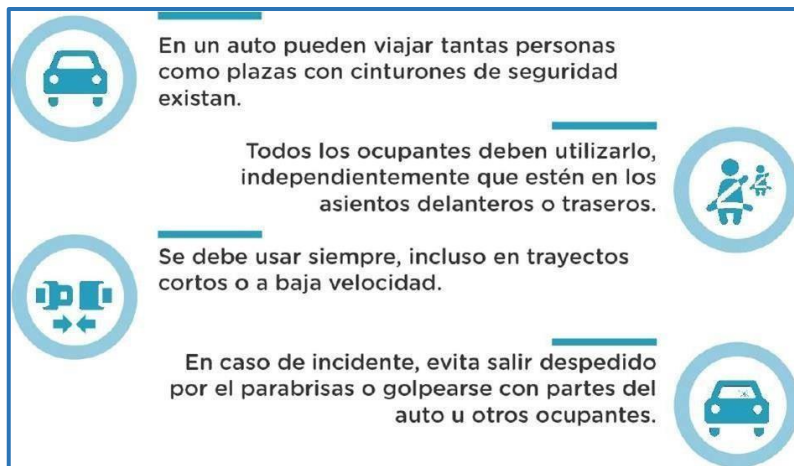 En un auto pueden viajar tantas personas
como plazas con cinturones de seguridad
existan.
Todos los ocupantes deben utilizarlo,
independientemente que estén en los
asientos delanteros o traseros.
Se debe usar siempre, incluso en trayectos
cortos o a baja velocidad.
En caso de incidente, evita salir despedido
por el parabrisas o golpearse con partes del
auto u otros ocupantes.